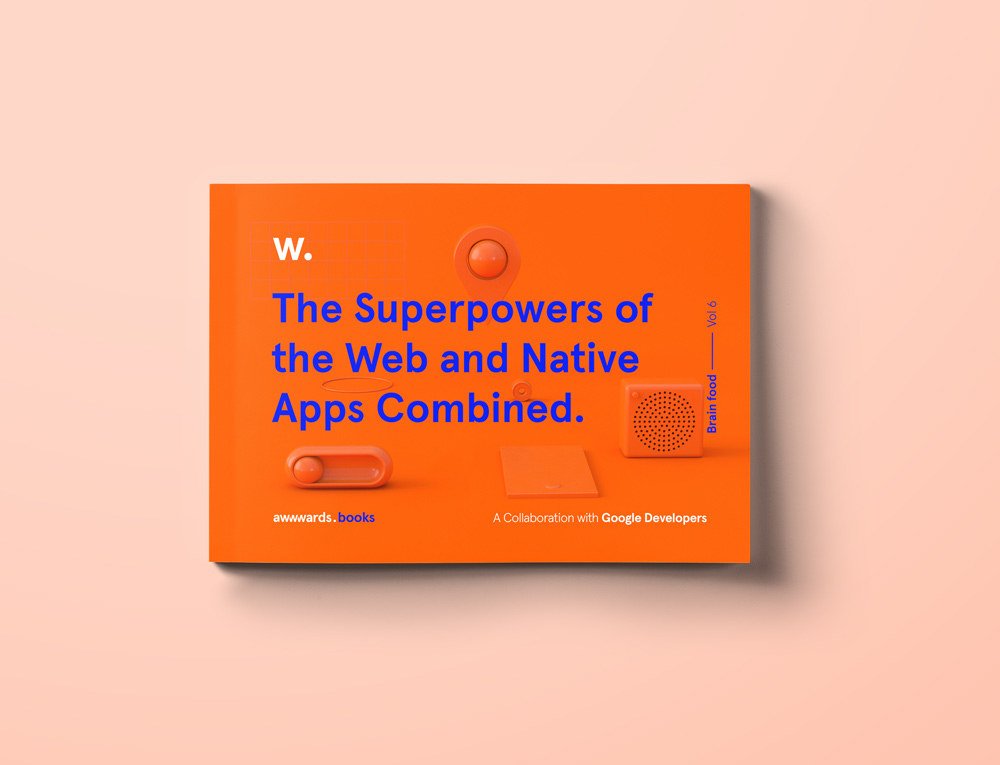 w.
The Superpowers of
the Web and Native
Apps Combined.
Brain food — Vol 6
awwwards.books
A Collaboration with Google Developers